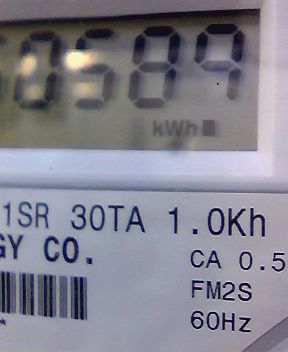 0589
kWh
1SR 30TA 1.0Kh
GY CO.
CA 0.5
FM2S
60Hz